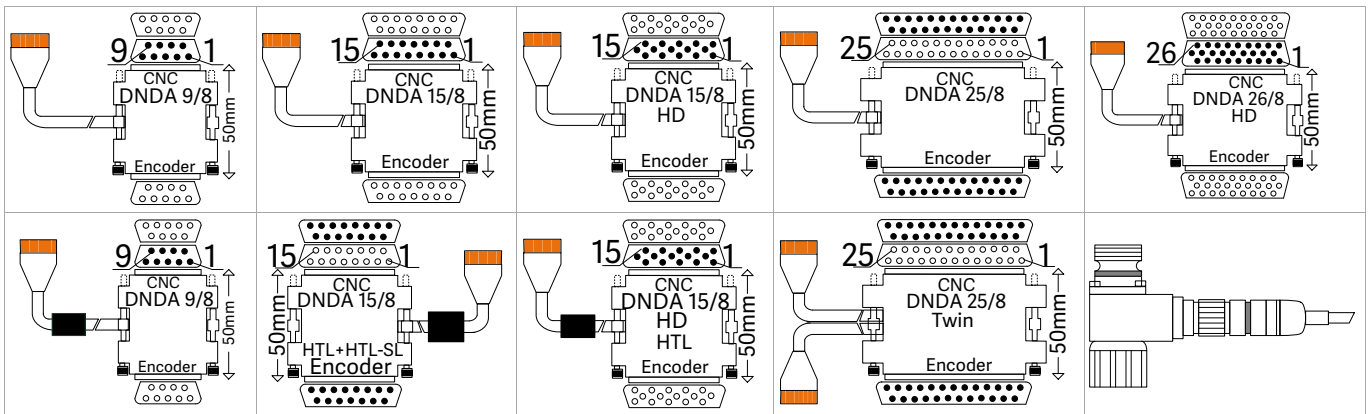 9 1
CNC
DNDA 9/8
50mm
Encoder
15 1
CNC
DNDA 15/8
50mm
Encoder
15 1
CNC
DNDA 15/8
HD
50mm
Encoder
25 1
CNC
DNDA 25/8
50mm
Encoder
26 1
CNC
DNDA 26/8
HD
50mm
Encoder
9 1
CNC
DNDA 9/8
50mm
Encoder
15 1
CNC
DNDA 15/8
50mm
HTL+HTL-SL
Encoder
15 1
CNC
DNDA 15/8
HD
HTL
50mm
Encoder
25 1
CNC
DNDA 25/8
Twin
50mm
Encoder